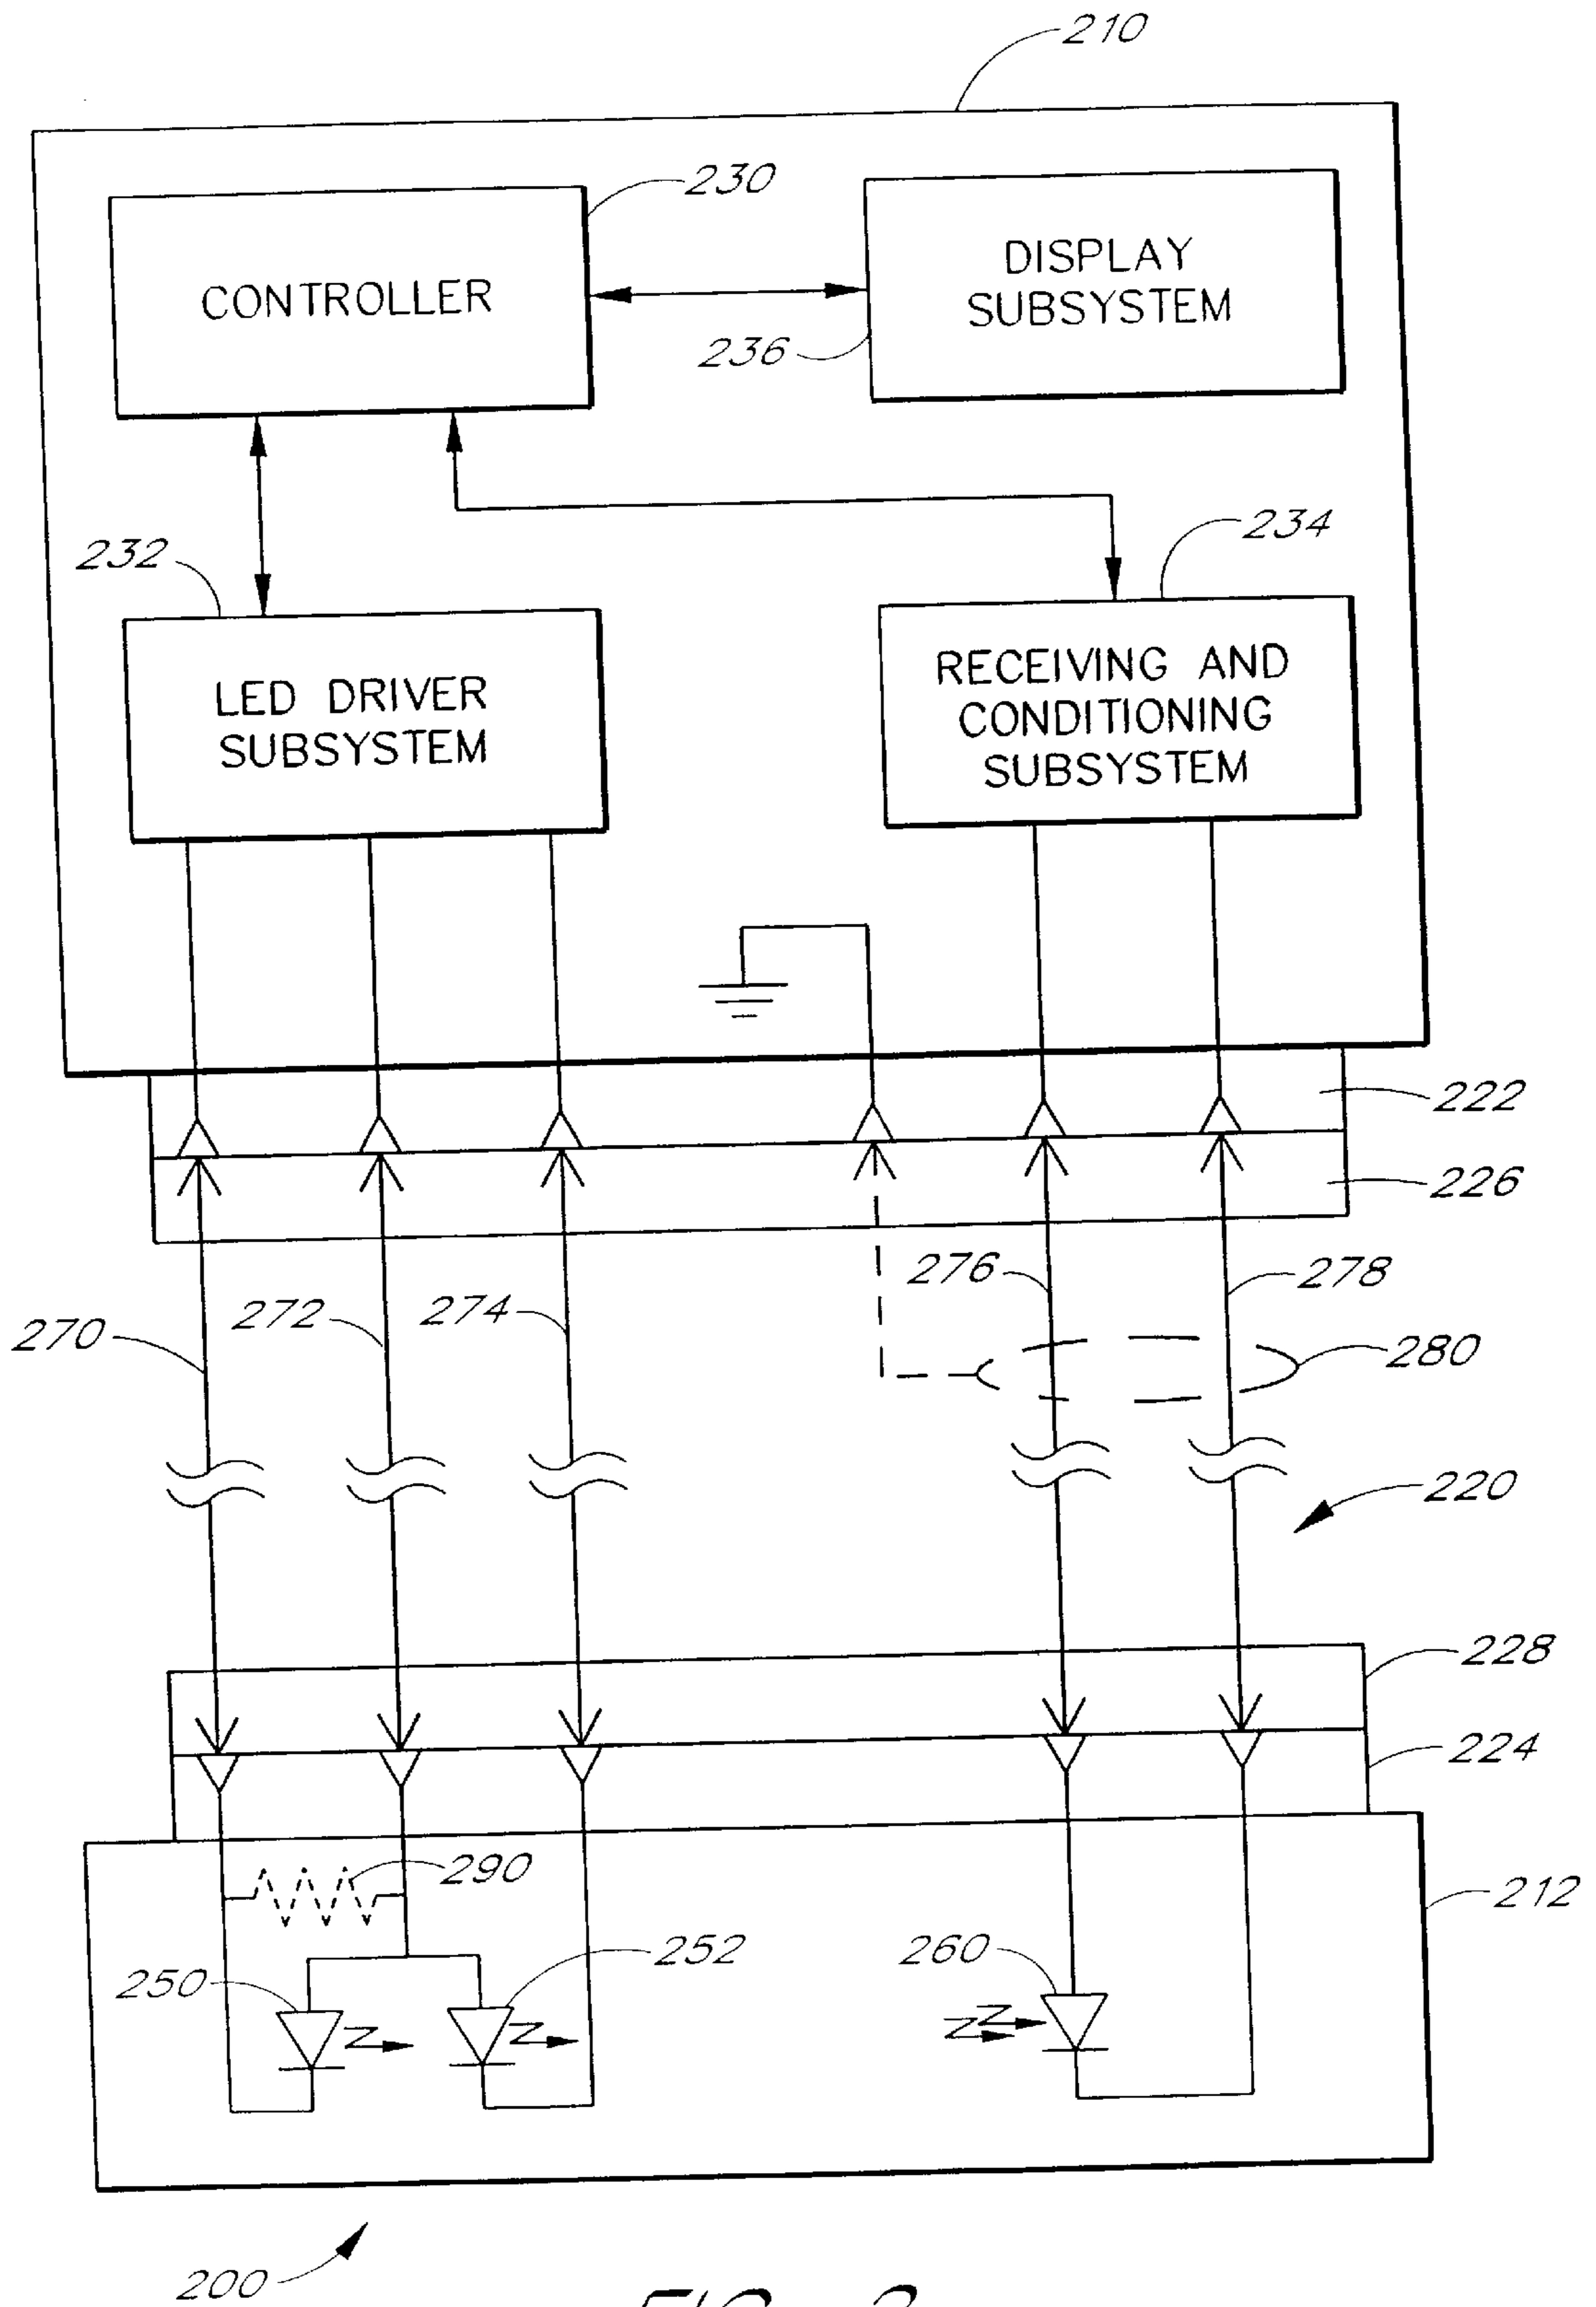 210
230
CONTROLLER
DISPLAY
SUBSYSTEM
236
232
234
LED DRIVER
SUBSYSTEM
RECEIVING AND
CONDITIONING
SUBSYSTEM
222
226
270
272
274
276
278
280
220
228
224
290
212
250
252
260
200